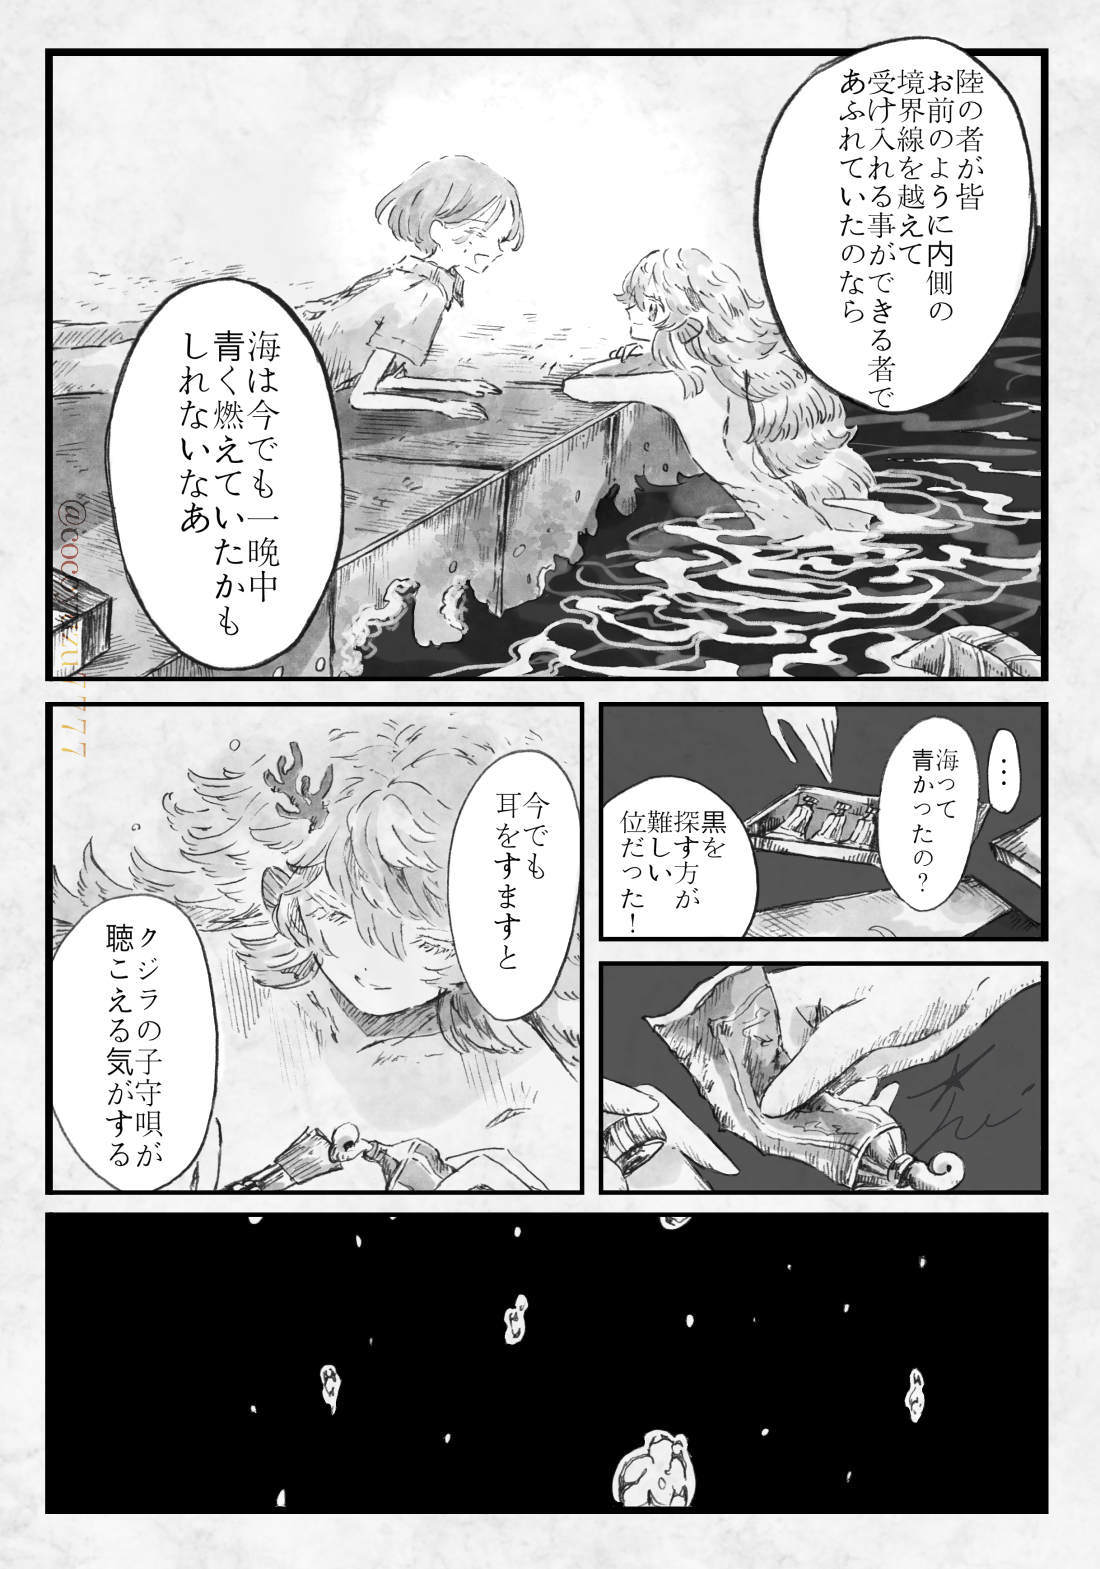 陸の者が皆
お前のように内側の
境界線を越えて
受け入れる事ができる者で
あふれていたのなら
海は今でも一晩中
青く燃えていたかも
しれないなあ
…
海って
青かったの？
黒を
探す方が
難しい
位だった！
今でも
耳をすますと
クジラの子守唄が
聴こえる気がする